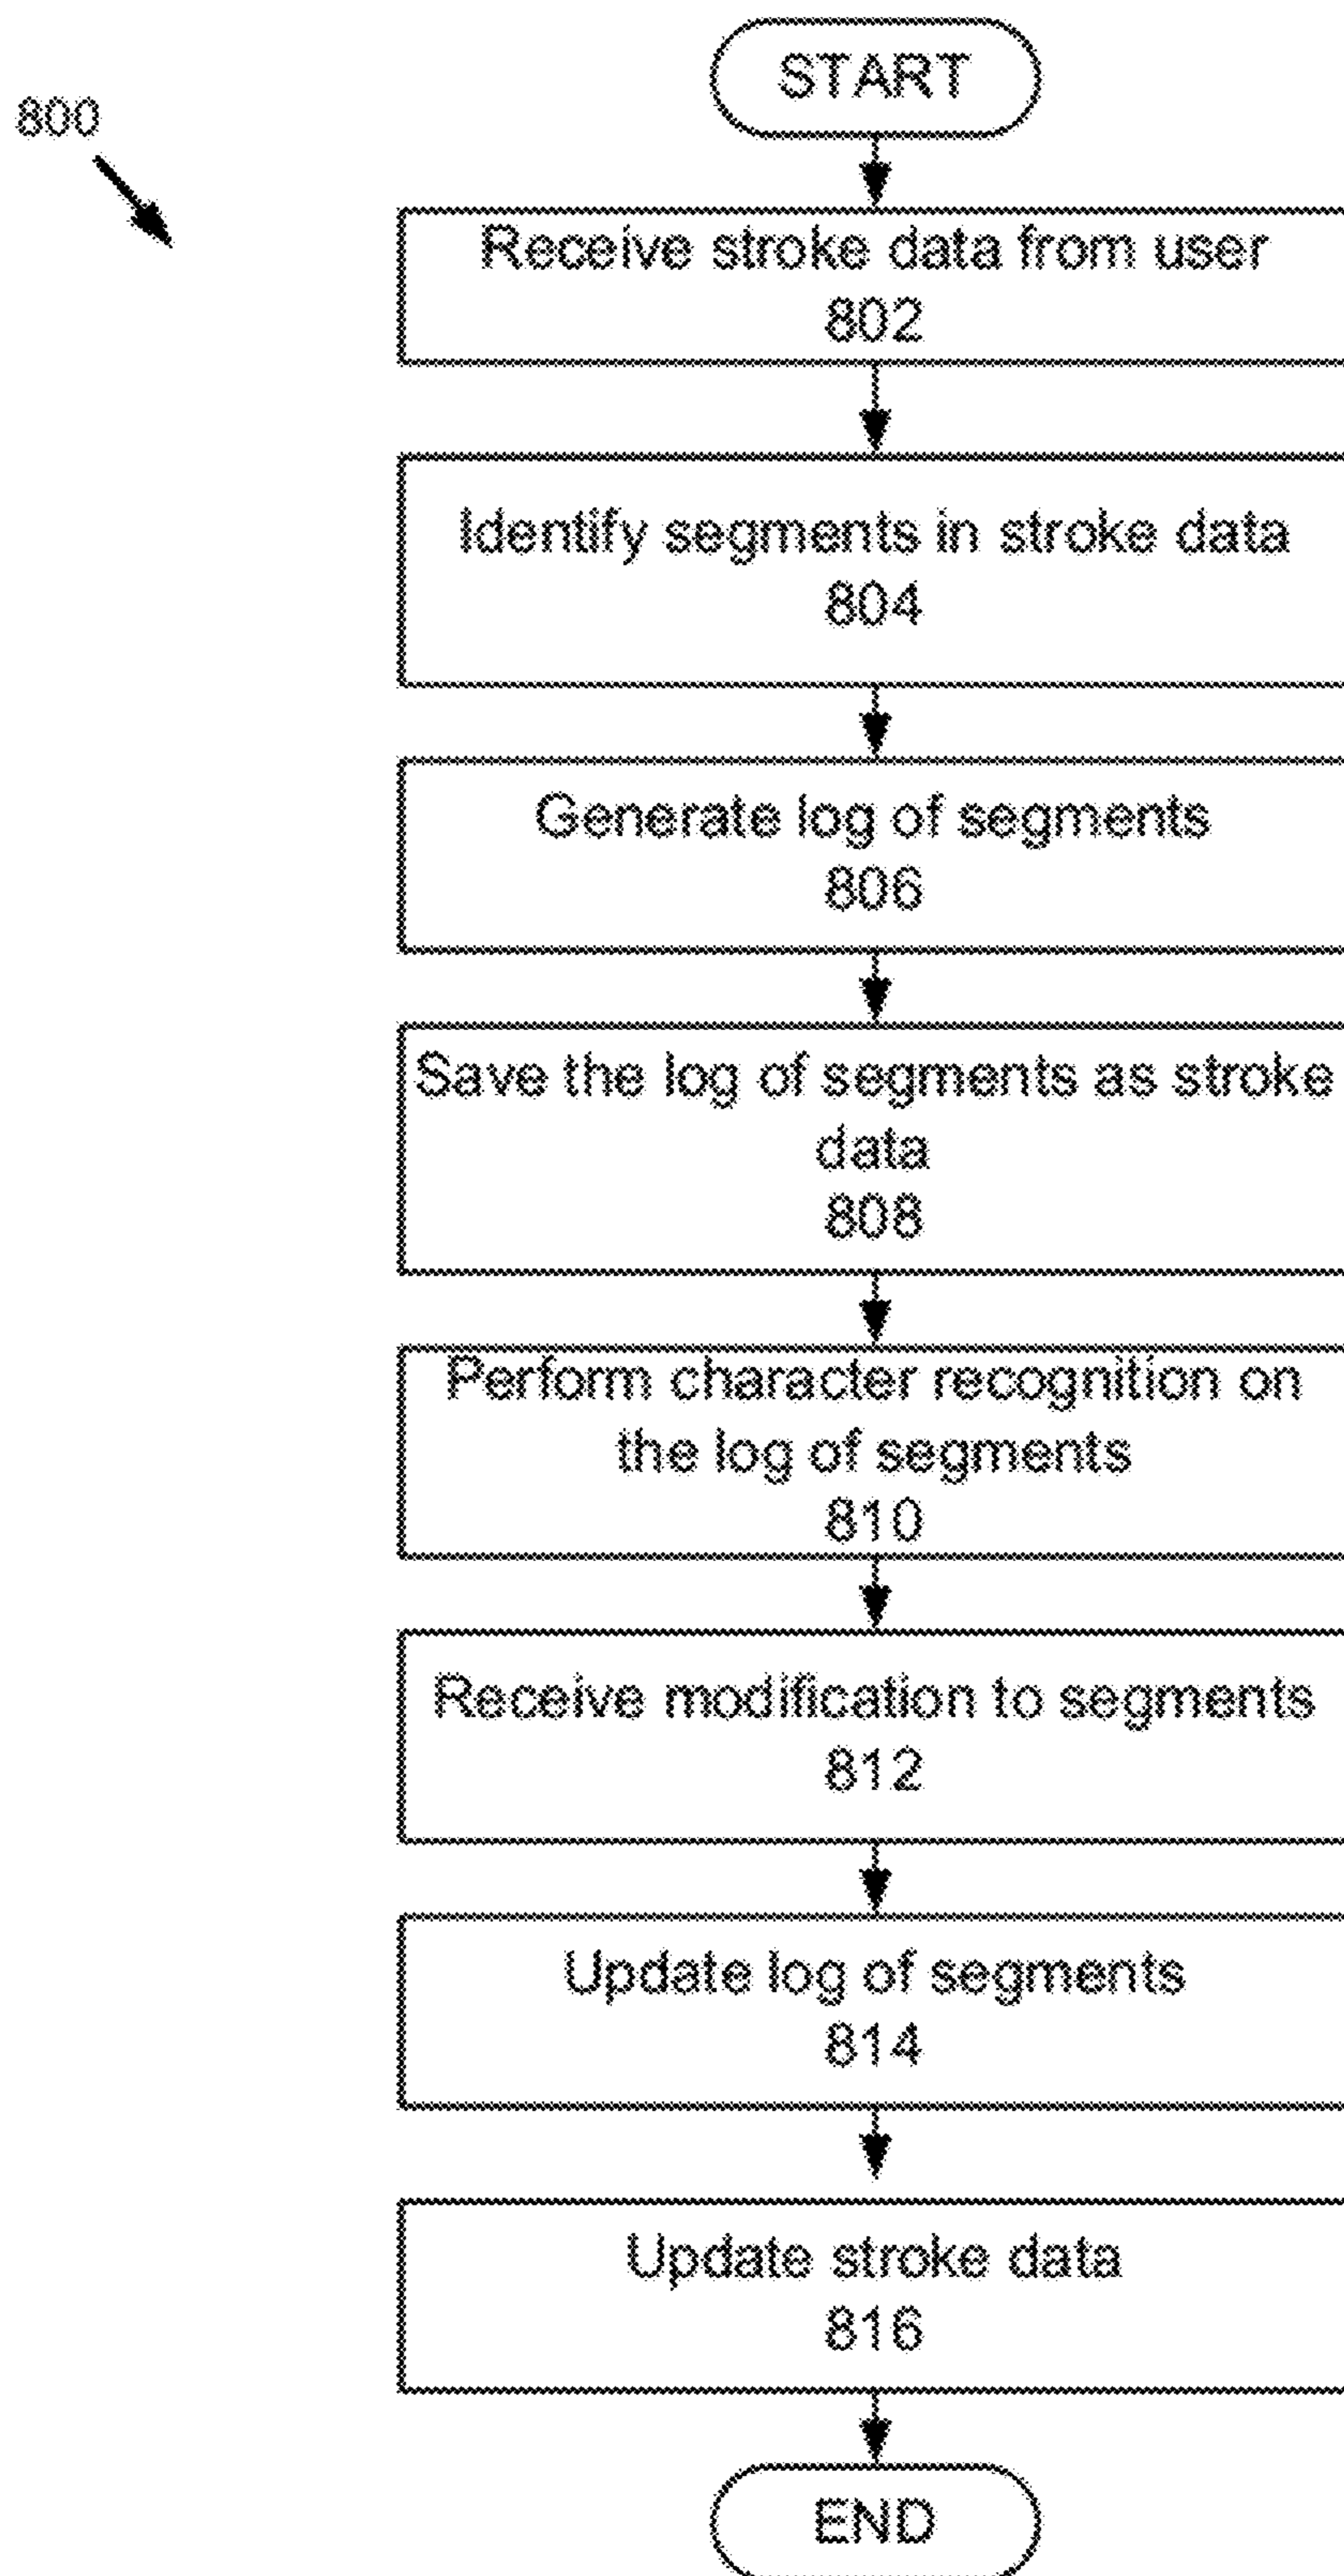 START
800
Receive stroke data from user
802
Identify segments in stroke data
804
Generate log of segments
806
Save the log of segments as stroke
data
808
Perform character recognition on
the log of segments
810
Receive modification to segments
812
Update log of segments
814
Update stroke data
816
END